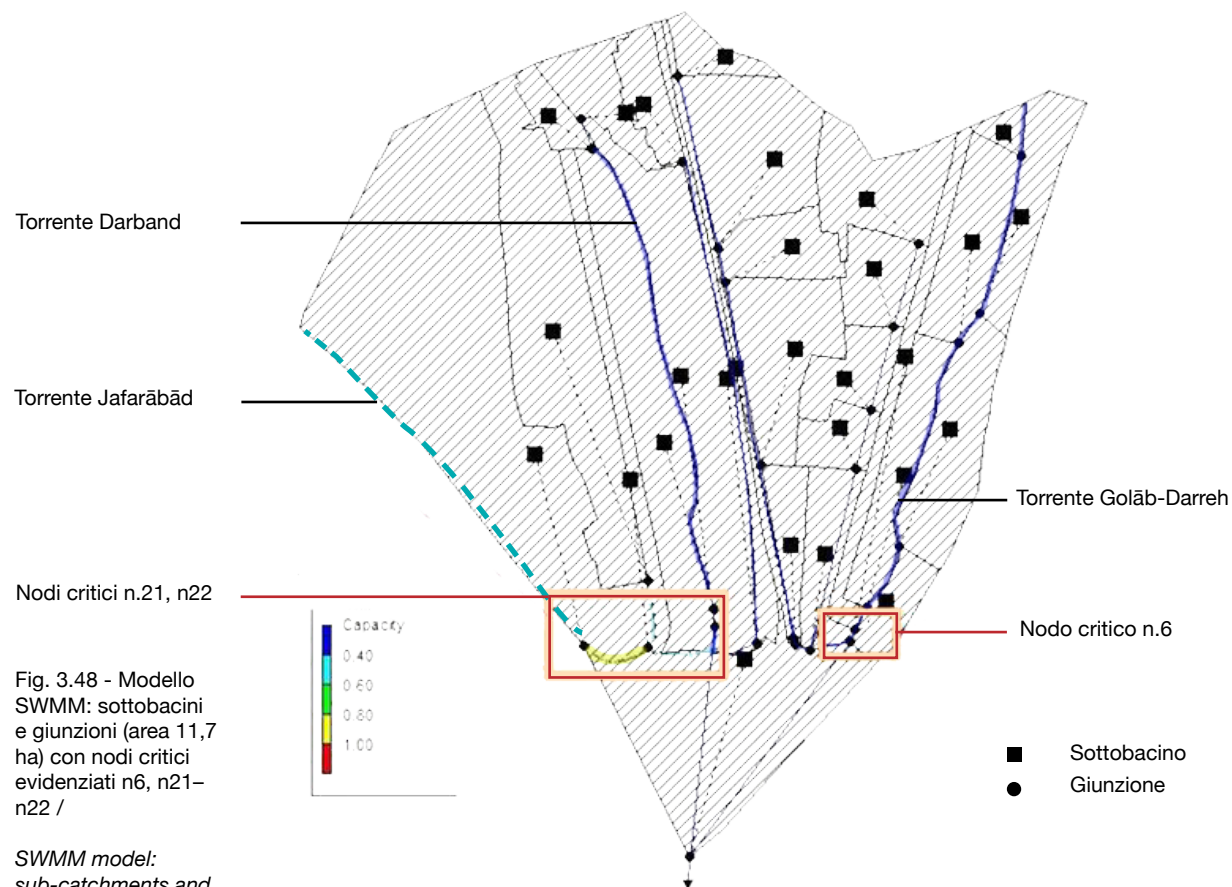 Torrente Darband
Torrente Jafarābād
Torrente Golāb-Darreh
Nodi critici n.21, n22
Nodo critico n.6
Capacity
0.40
0.60
0.80
1.00
Fig. 3.48 - Modello
SWMM: sottobacini
e giunzioni (area 11,7
ha) con nodi critici
evidenziati n6, n21–
n22 /
SWMM model:
sub-catchments and
Sottobacino
Giunzione